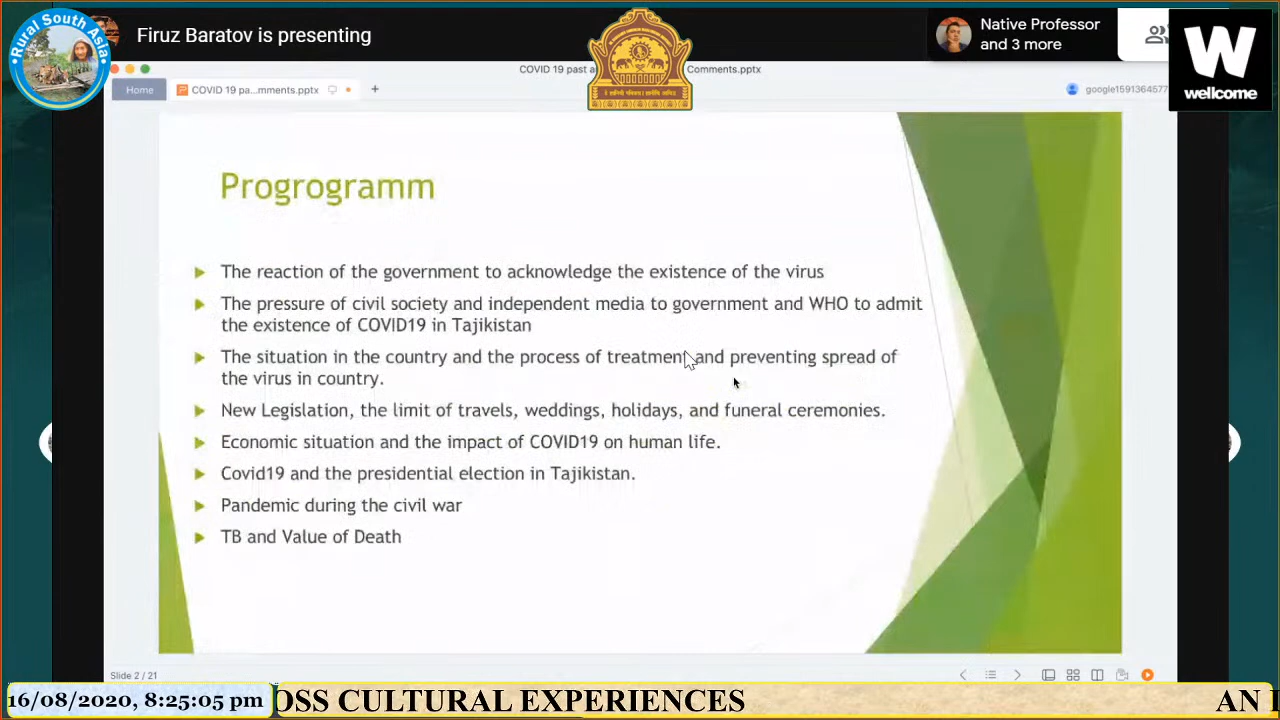 Rural South Asia
Firuz Baratov is presenting
Native Professor
and 3 more
W
wellcome
COVID 19 past a
Comments.pptx
Home
COVID 19 pa...mments.pptx
+
google1591364577
Progrogramm
The reaction of the government to acknowledge the existence of the virus
The pressure of civil society and independent media to government and WHO to admit
the existence of COVID19 in Tajikistan
The situation in the country and the process of treatment and preventing spread of
the virus in country.
New Legislation, the limit of travels, weddings, holidays, and funeral ceremonies.
Economic situation and the impact of COVID19 on human life.
Covid19 and the presidential election in Tajikistan.
Pandemic during the civil war
TB and Value of Death
Slide 2 / 21
16/08/2020, 8:25:05 pm
OSS CULTURAL EXPERIENCES
AN